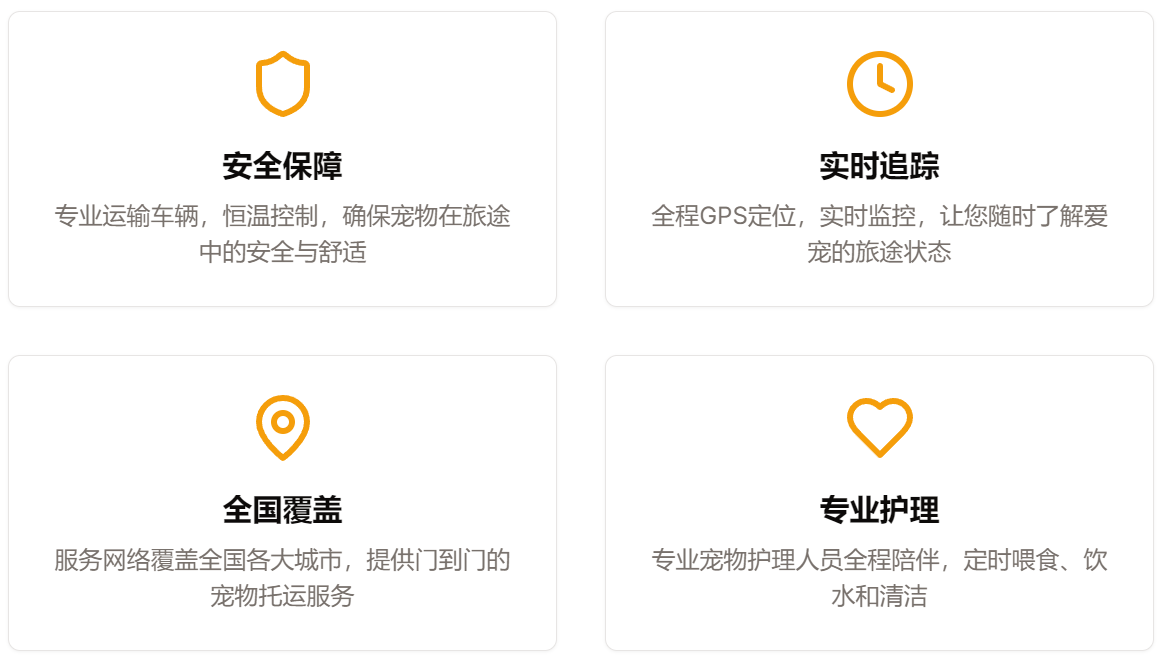 安全保障
专业运输车辆，恒温控制，确保宠物在旅途
中的安全与舒适
实时追踪
全程GPS定位，实时监控，让您随时了解爱
宠的旅途状态
全国覆盖
服务网络覆盖全国各大城市，提供门到门的
宠物托运服务
专业护理
专业宠物护理人员全程陪伴，定时喂食、饮
水和清洁